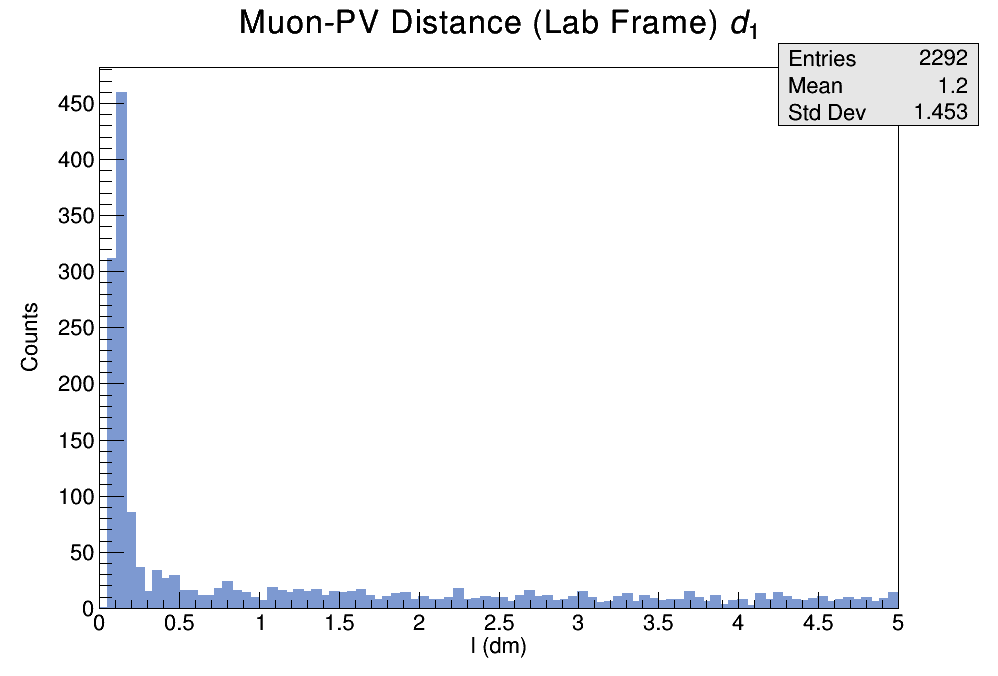 Muon-PV Distance (Lab Frame) d₁
Entries 2292
Mean 1.2
Std Dev 1.453
450
400
350
300
250
200
150
100
50
0
Counts
0 0.5 1 1.5 2 2.5 3 3.5 4 4.5 5
l (dm)